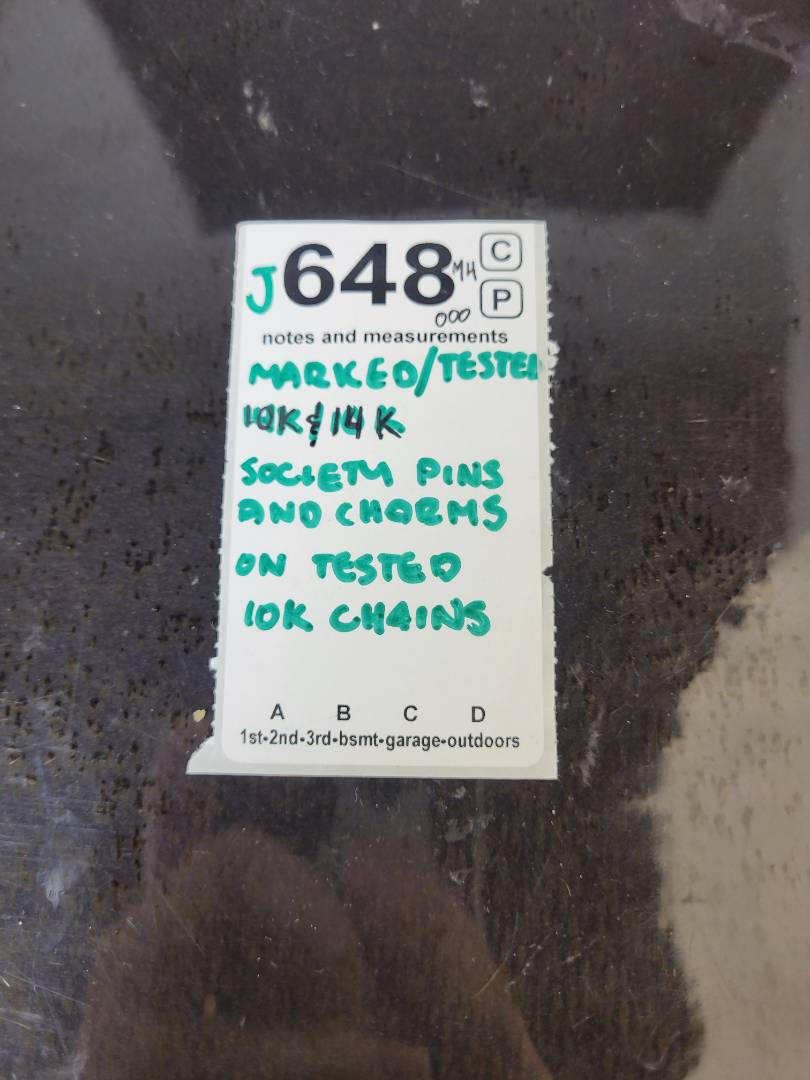 J648 MH C
000 P
notes and measurements
MARKED/TESTED
10K & 14K
SOCIETY PINS
AND CHARMS
ON TESTED
10K CHAINS
A B C D
1st-2nd-3rd-bsmt-garage-outdoors